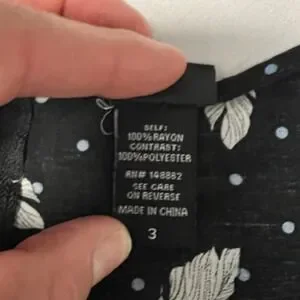 SELF:
100% RAYON
CONTRAST:
100% POLYESTER
RN# 148882
SEE CARE
ON REVERSE
MADE IN CHINA
3